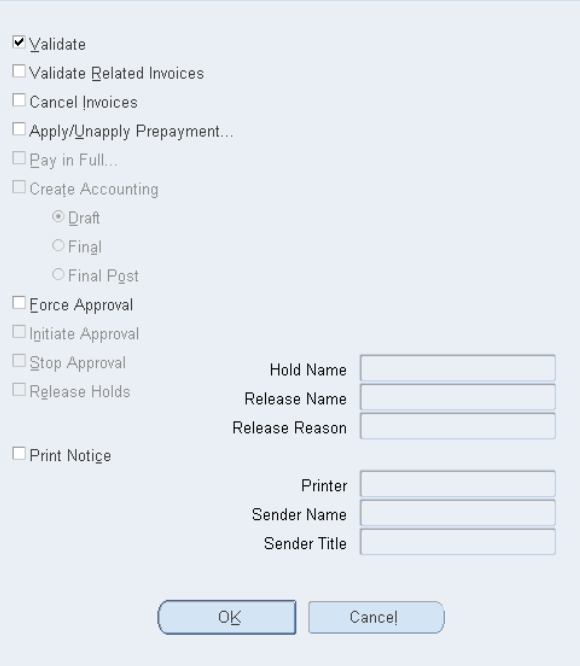 Validate
Validate Related Invoices
Cancel Invoices
Apply/Unapply Prepayment...
Pay in Full...
Create Accounting
Draft
Final
Final Post
Force Approval
Initiate Approval
Stop Approval
Hold Name
Release Holds
Release Name
Release Reason
Print Notice
Printer
Sender Name
Sender Title
OK Cancel